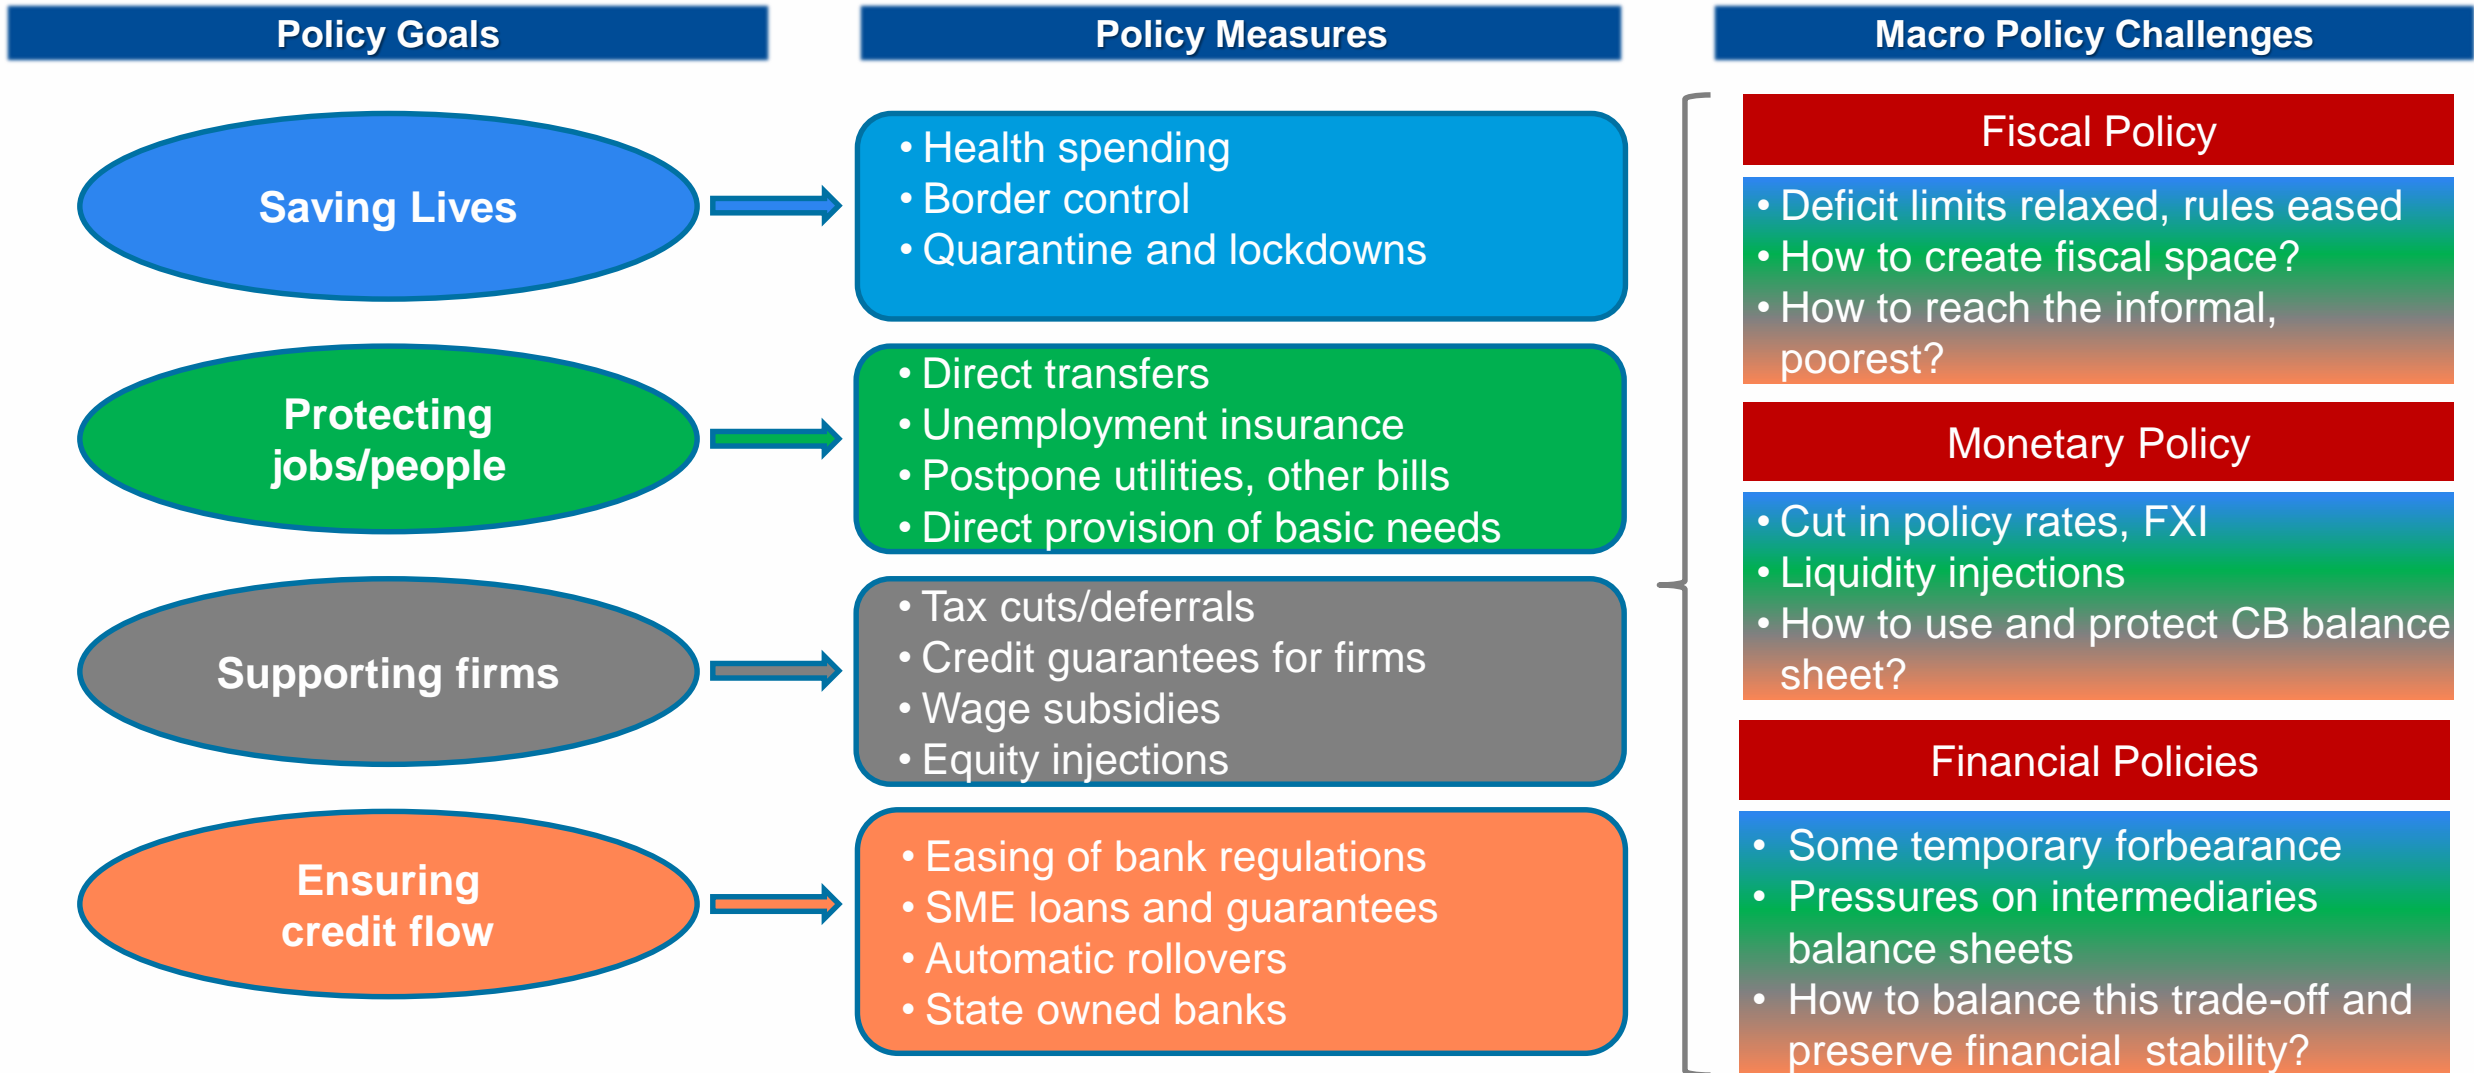 Policy Goals
Policy Measures
Macro Policy Challenges
Saving Lives
• Health spending
• Border control
• Quarantine and lockdowns
Protecting
jobs/people
• Direct transfers
• Unemployment insurance
• Postpone utilities, other bills
• Direct provision of basic needs
Supporting firms
• Tax cuts/deferrals
• Credit guarantees for firms
• Wage subsidies
• Equity injections
Ensuring
credit flow
• Easing of bank regulations
• SME loans and guarantees
• Automatic rollovers
• State owned banks
Fiscal Policy
• Deficit limits relaxed, rules eased
• How to create fiscal space?
• How to reach the informal,
poorest?
Monetary Policy
• Cut in policy rates, FXI
• Liquidity injections
• How to use and protect CB balance
sheet?
Financial Policies
• Some temporary forbearance
• Pressures on intermediaries
balance sheets
• How to balance this trade-off and
preserve financial stability?